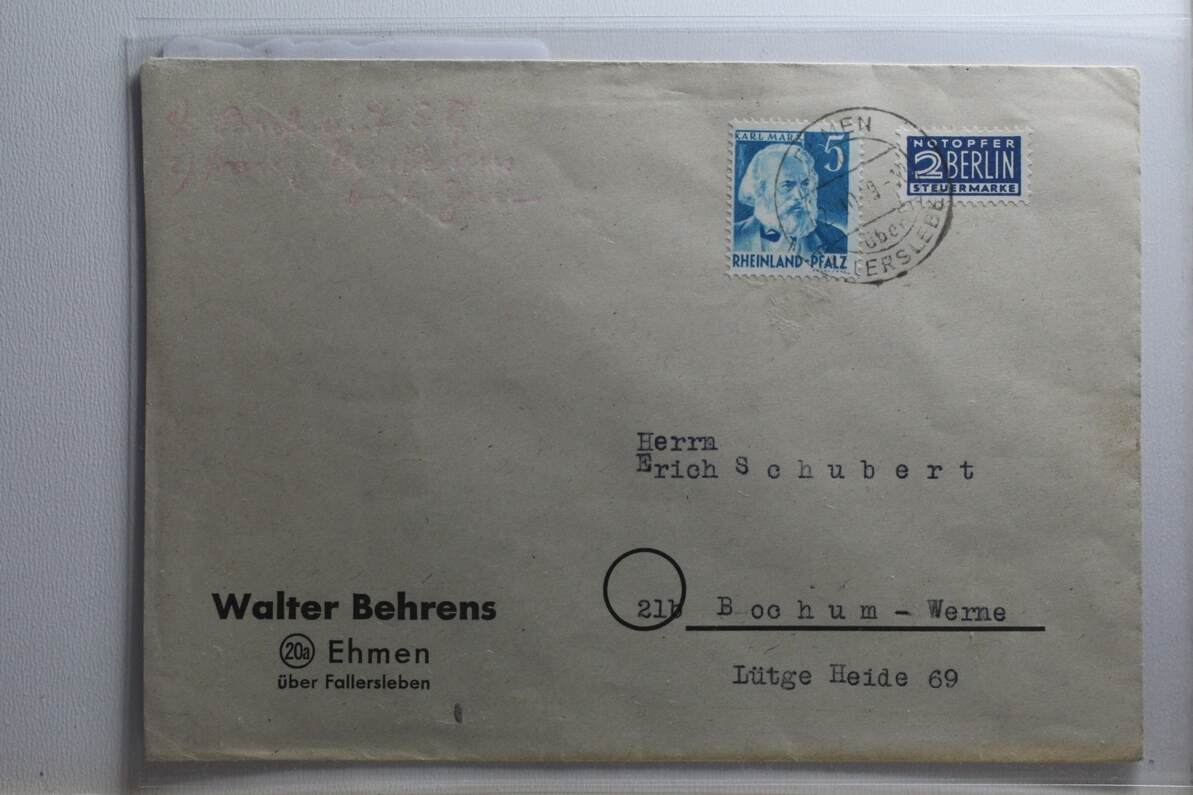 KARL MARX
5
RHEINLAND-PFALZ
NOTOPFER
2 BERLIN
STEUERMARKE
über
Herrn
Erich Schubert
21b Bochum-Werne
Lütge Heide 69
Walter Behrens
20a Ehmen
über Fallersleben